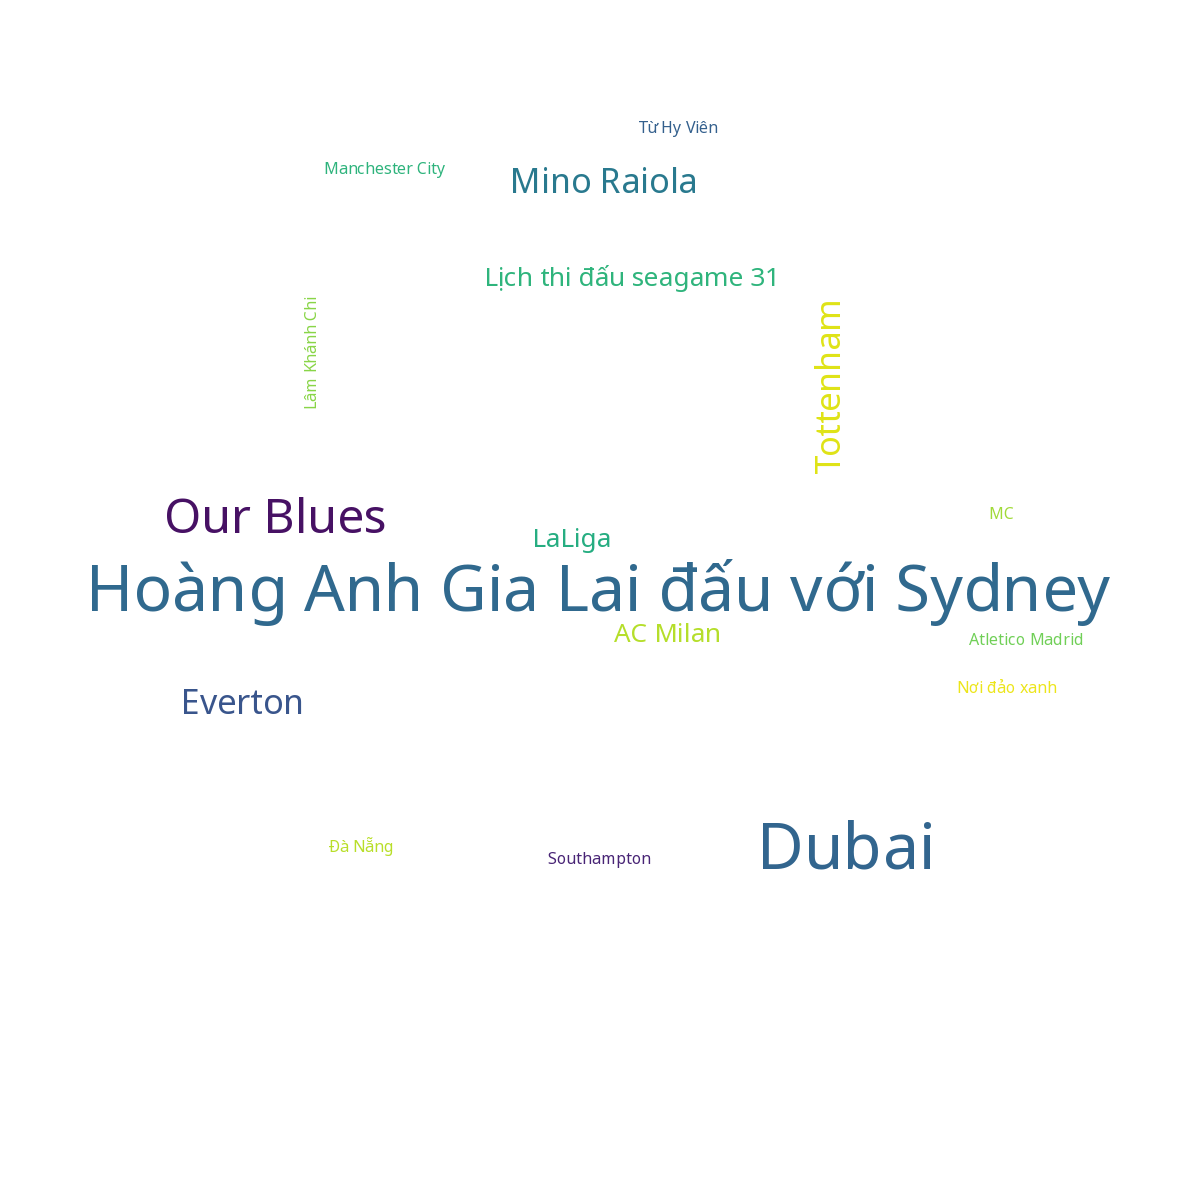 Từ Hy Viên
Manchester City
Mino Raiola
Lịch thi đấu seagame 31
Lâm Khánh Chi
Tottenham
Our Blues
MC
LaLiga
Hoàng Anh Gia Lai đấu với Sydney
AC Milan
Atletico Madrid
Nơi đảo xanh
Everton
Đà Nẵng
Southampton
Dubai